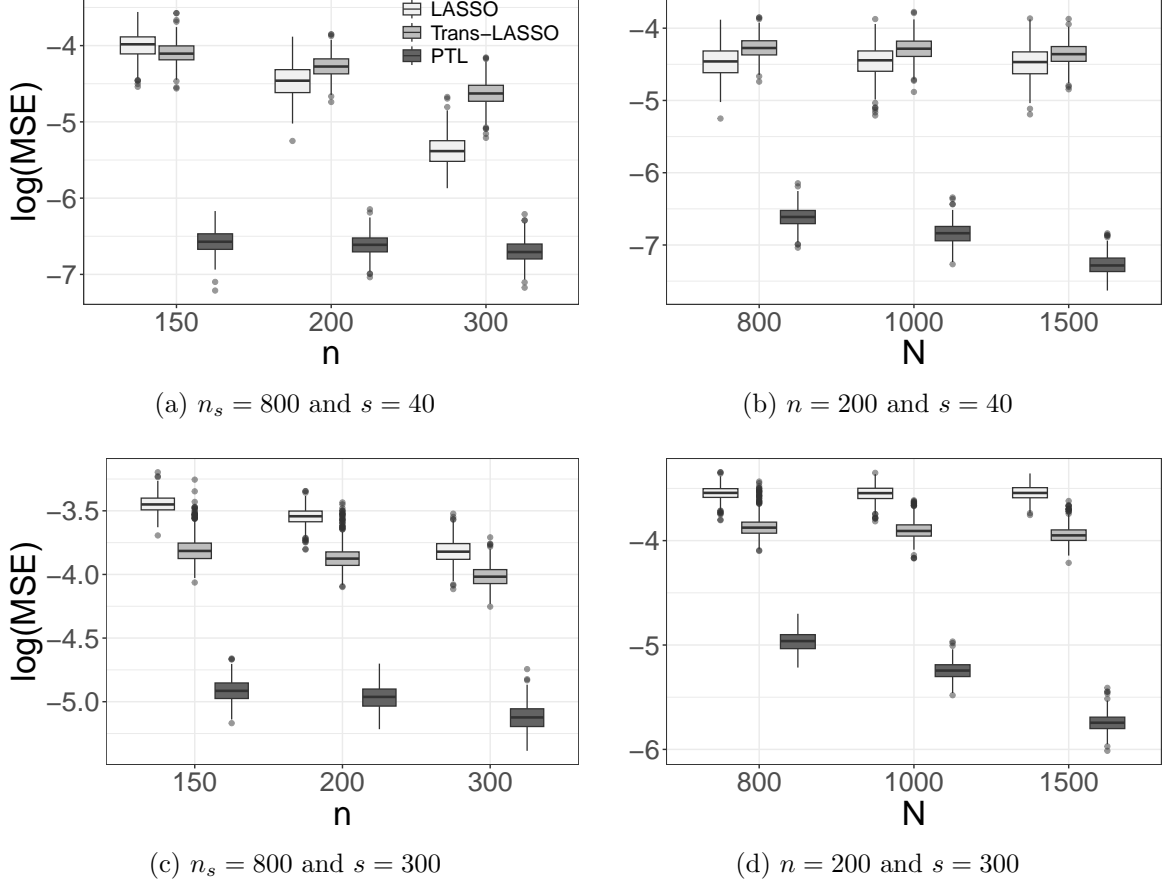 LASSO
Trans−LASSO
PTL
log(MSE)
−4
−5
−6
−7
150 200 300
n
(a) nₛ = 800 and s = 40
−4
−5
−6
−7
800 1000 1500
N
(b) n = 200 and s = 40
log(MSE)
−3.5
−4.0
−4.5
−5.0
150 200 300
n
(c) nₛ = 800 and s = 300
−4
−5
−6
800 1000 1500
N
(d) n = 200 and s = 300